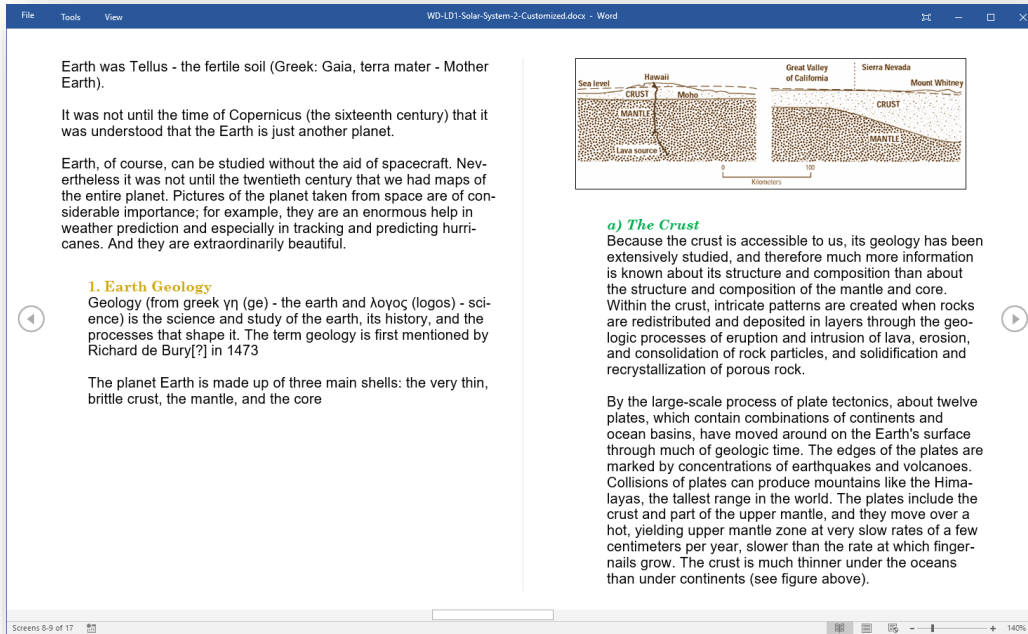 File
Tools
View
WD-LD1-Solar-System-2-Customized.docx - Word
Earth was Tellus - the fertile soil (Greek: Gaia, terra mater - Mother
Earth).
It was not until the time of Copernicus (the sixteenth century) that it
was understood that the Earth is just another planet.
Earth, of course, can be studied without the aid of spacecraft. Nev-
ertheless it was not until the twentieth century that we had maps of
the entire planet. Pictures of the planet taken from space are of con-
siderable importance; for example, they are an enormous help in
weather prediction and especially in tracking and predicting hurri-
canes. And they are extraordinarily beautiful.
1. Earth Geology
Geology (from greek γη (ge) - the earth and λογος (logos) - sci-
ence) is the science and study of the earth, its history, and the
processes that shape it. The term geology is first mentioned by
Richard de Bury[?] in 1473
The planet Earth is made up of three main shells: the very thin,
brittle crust, the mantle, and the core
Sea level
Hawaii
CRUST
Moho
MANTLE
Lava source
Great Valley
of California
Sierra Nevada
Mount Whitney
CRUST
MANTLE
0
100
Kilometers
a) The Crust
Because the crust is accessible to us, its geology has been
extensively studied, and therefore much more information
is known about its structure and composition than about
the structure and composition of the mantle and core.
Within the crust, intricate patterns are created when rocks
are redistributed and deposited in layers through the geo-
logic processes of eruption and intrusion of lava, erosion,
and consolidation of rock particles, and solidification and
recrystallization of porous rock.
By the large-scale process of plate tectonics, about twelve
plates, which contain combinations of continents and
ocean basins, have moved around on the Earth's surface
through much of geologic time. The edges of the plates are
marked by concentrations of earthquakes and volcanoes.
Collisions of plates can produce mountains like the Hima-
layas, the tallest range in the world. The plates include the
crust and part of the upper mantle, and they move over a
hot, yielding upper mantle zone at very slow rates of a few
centimeters per year, slower than the rate at which finger-
nails grow. The crust is much thinner under the oceans
than under continents (see figure above).
Screens 8-9 of 17
140%